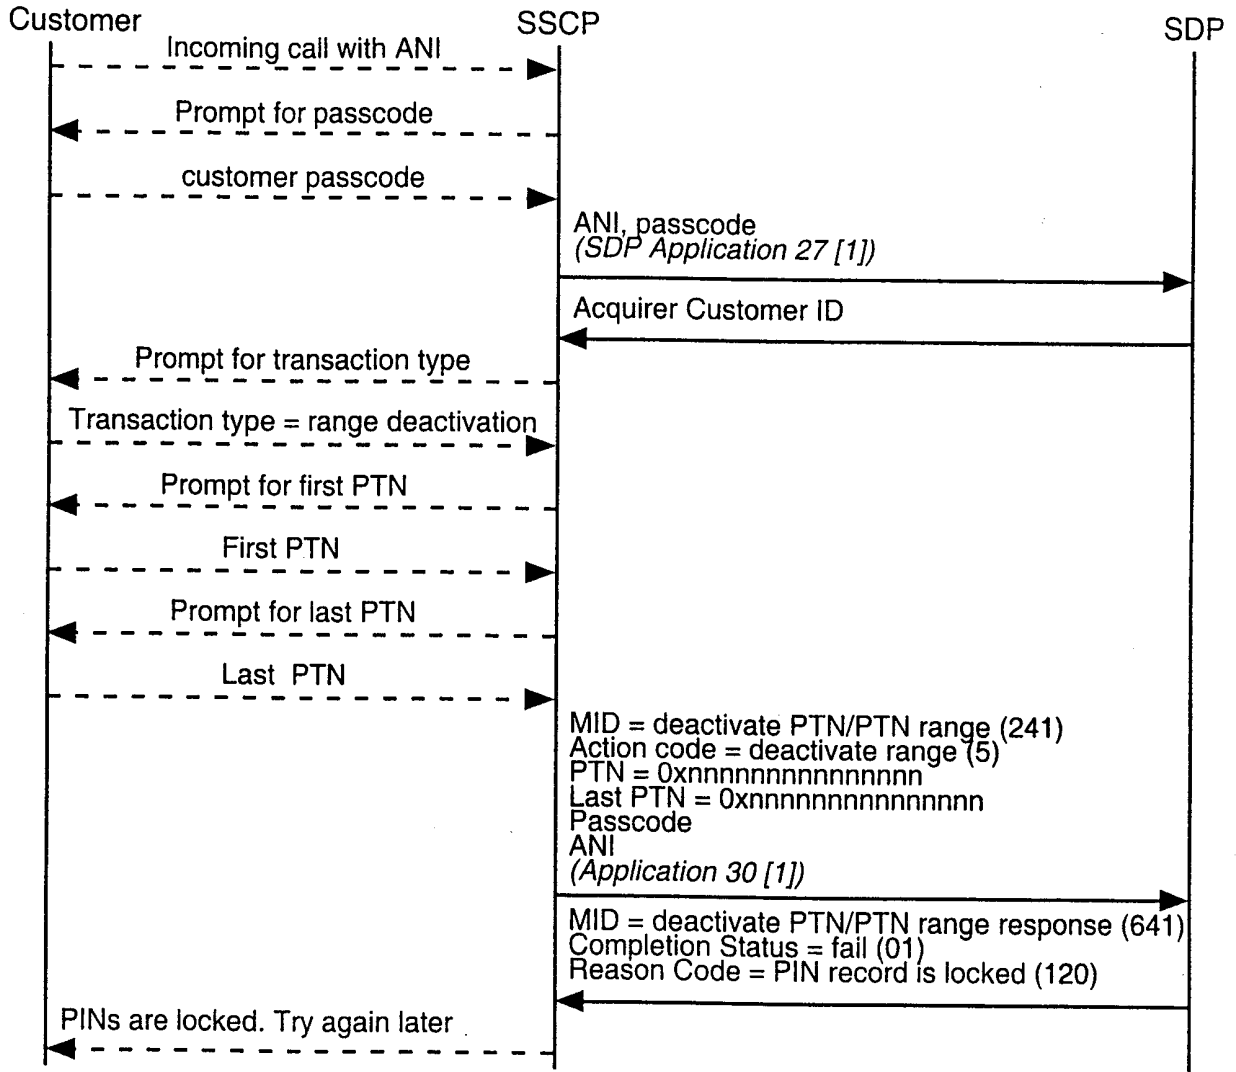 Customer
SSCP
SDP
Incoming call with ANI
Prompt for passcode
customer passcode
ANI, passcode
(SDP Application 27 [1])
Acquirer Customer ID
Prompt for transaction type
Transaction type = range deactivation
Prompt for first PTN
First PTN
Prompt for last PTN
Last PTN
MID = deactivate PTN/PTN range (241)
Action code = deactivate range (5)
PTN = 0xnnnnnnnnnnnnnnnn
Last PTN = 0xnnnnnnnnnnnnnnnn
Passcode
ANI
(Application 30 [1])
MID = deactivate PTN/PTN range response (641)
Completion Status = fail (01)
Reason Code = PIN record is locked (120)
PINs are locked. Try again later